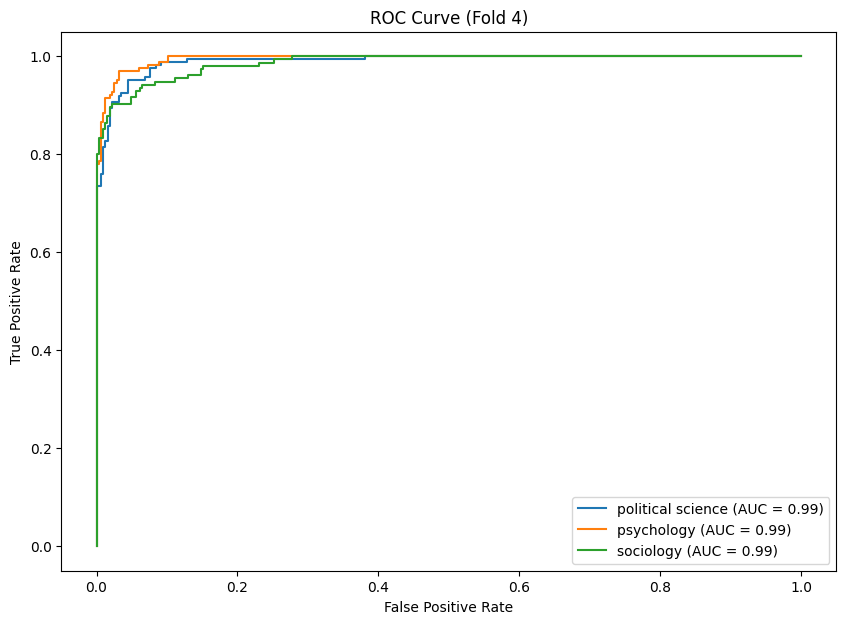 ROC Curve (Fold 4)
True Positive Rate
1.0
0.8
0.6
0.4
0.2
0.0
political science (AUC = 0.99)
psychology (AUC = 0.99)
sociology (AUC = 0.99)
0.0 0.2 0.4 0.6 0.8 1.0
False Positive Rate